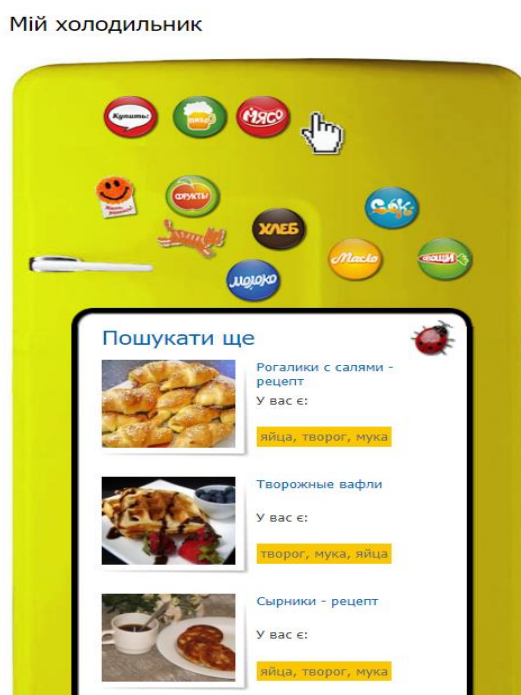 Мій холодильник
Купить!
ПИВО
МЯСО
ФРУКТЫ
СОК
ХЛЕБ
Масло
ОВОЩИ
МОЛОКО
Пошукати ще
Рогалики с салями -
рецепт
У вас є:
яйца, творог, мука
Творожные вафли
У вас є:
творог, мука, яйца
Сырники - рецепт
У вас є:
яйца, творог, мука